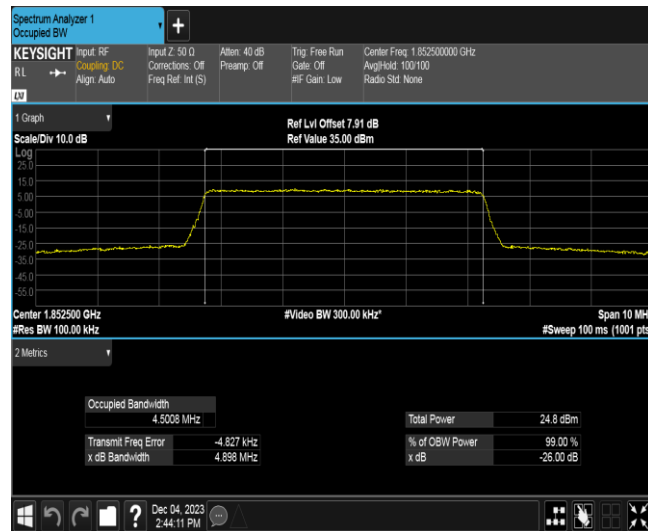 Spectrum Analyzer 1
Occupied BW
+
KEYSIGHT Input: RF Input Z: 50 Ω Atten: 40 dB Trig: Free Run Center Freq: 1.852500000 GHz
RL Coupling: DC Corrections: Off Preamp: Off Gate: Off Avg|Hold: 100/100
Align: Auto Freq Ref: Int (S) #IF Gain: Low Radio Std: None
LXI
1 Graph
Ref Lvl Offset 7.91 dB
Scale/Div 10.0 dB Ref Value 35.00 dBm
Log
25.0
15.0
5.00
-5.00
-15.0
-25.0
-35.0
-45.0
-55.0
Center 1.852500 GHz #Video BW 300.00 kHz* Span 10 MH
#Res BW 100.00 kHz #Sweep 100 ms (1001 pts
2 Metrics
Occupied Bandwidth
4.5008 MHz Total Power 24.8 dBm
Transmit Freq Error -4.827 kHz % of OBW Power 99.00 %
x dB Bandwidth 4.898 MHz x dB -26.00 dB
? Dec 04, 2023
2:44:11 PM